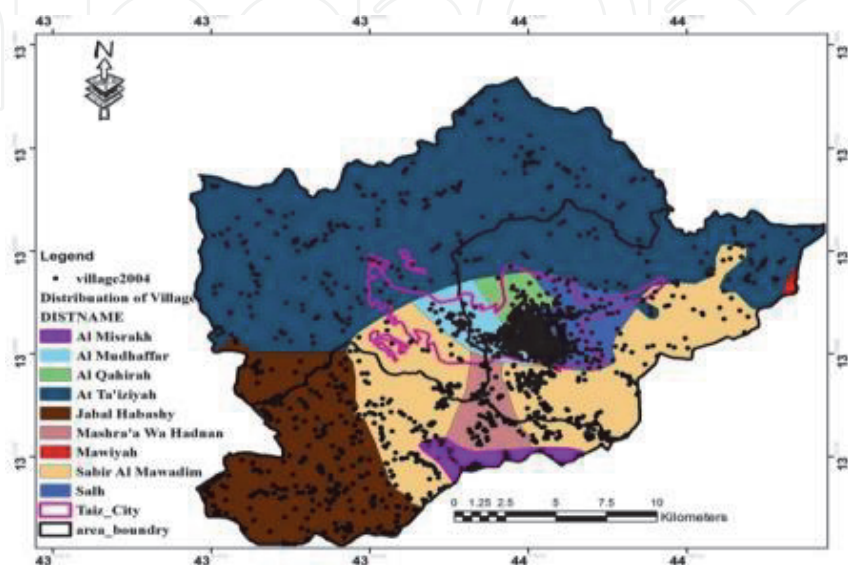 43 43 44 44
N
13
13
13
13
13
13
13
13
13
13
Legend
village2004
Distribuation of Village
DISTNAME
Al Misrakh
Al Mudhaffar
Al Qahirah
At Ta'iziyah
Jabal Habashy
Mashra'a Wa Hadnan
Mawiyah
Sabir Al Mawadim
Salh
Taiz_City
area_boundry
0 1.25 2.5 5 7.5 10
Kilometers
43 43 43 44 44